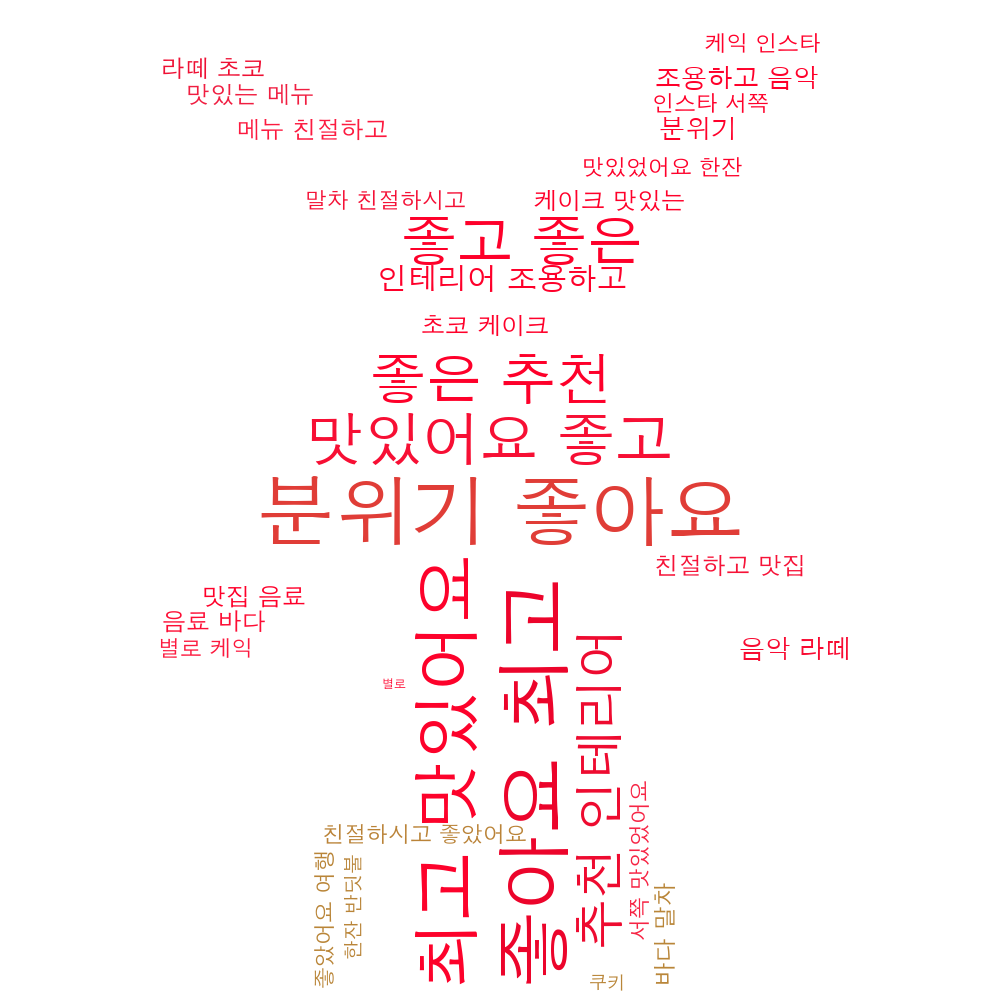 케익 인스타
라떼 초코
조용하고 음악
맛있는 메뉴
인스타 서쪽
메뉴 친절하고
분위기
맛있었어요 한잔
말차 친절하시고
케이크 맛있는
좋고 좋은
인테리어 조용하고
초코 케이크
좋은 추천
맛있어요 좋고
분위기 좋아요
친절하고 맛집
맛집 음료
음료 바다
별로 케익
음악 라떼
별로
최고 맛있어요
좋아요 최고
추천 인테리어
서쪽 맛있었어요
친절하시고 좋았어요
좋았어요 여행
한잔 반딧불
바다 말차
쿠키